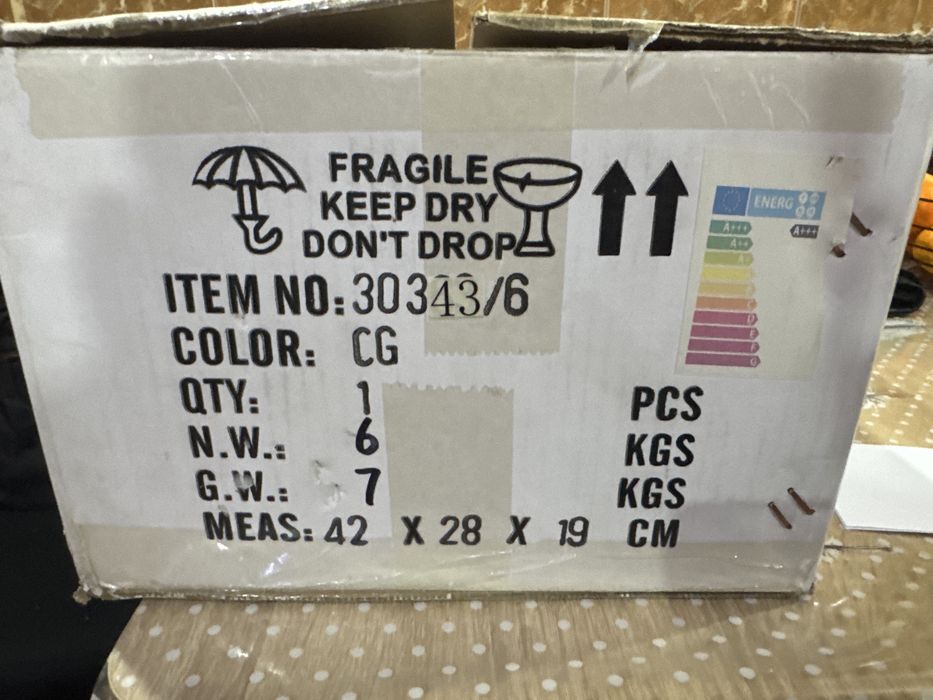 FRAGILE
KEEP DRY
DON'T DROP
ITEM NO: 30343/6
COLOR: CG
QTY: 1 PCS
N.W.: 6 KGS
G.W.: 7 KGS
MEAS: 42 X 28 X 19 CM
ENERG
A+++ A+++
A++
A+
D
E
F
G